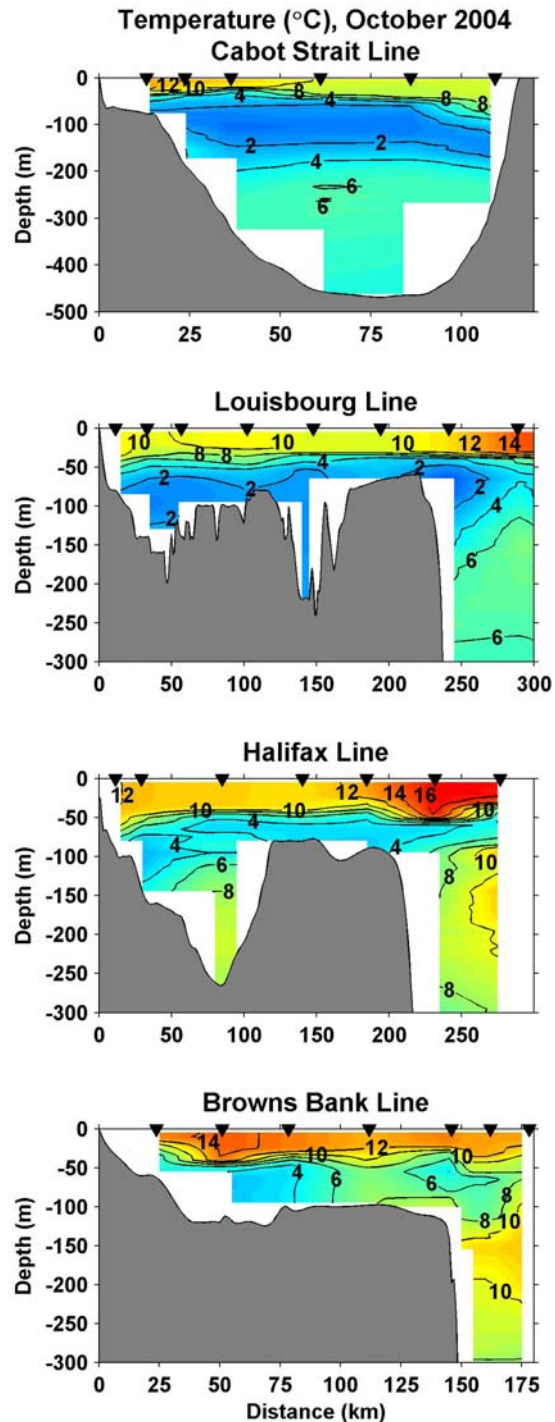 Temperature (°C), October 2004
Cabot Strait Line
0
-100
-200
-300
-400
-500
Depth (m)
12 10 4 8 8
2 2
4 4
6
6
0 25 50 75 100
Louisbourg Line
0
-50
-100
-150
-200
-250
-300
Depth (m)
10 10 10 12 14
8 8 4
2 2 2
2 4
6
6
0 50 100 150 200 250 300
Halifax Line
0
-50
-100
-150
-200
-250
-300
Depth (m)
12 12 14 16
10 10 10
4
4 4
6 10
8 8
8
0 50 100 150 200 250
Browns Bank Line
0
-50
-100
-150
-200
-250
-300
Depth (m)
14 10 12 10
6 6 8
8 10
10
0 25 50 75 100 125 150 175
Distance (km)